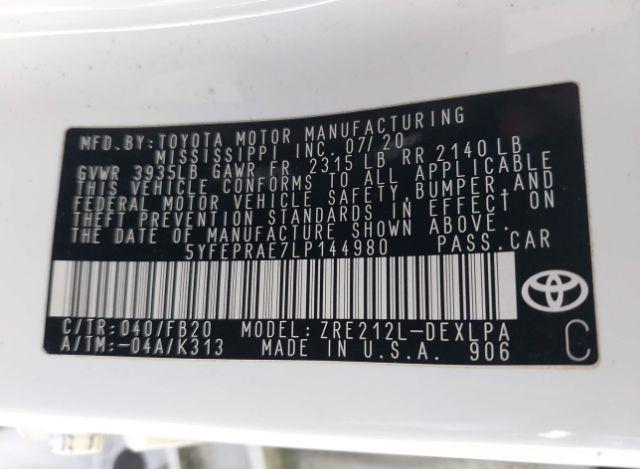 MFD. BY: TOYOTA MOTOR MANUFACTURING
MISSISSIPPI INC. 07/20
GVWR 3935LB GAWR FR 2315 LB RR 2140 LB
THIS VEHICLE CONFORMS TO ALL APPLICABLE
FEDERAL MOTOR VEHICLE SAFETY, BUMPER, AND
THEFT PREVENTION STANDARDS IN EFFECT ON
THE DATE OF MANUFACTURE SHOWN ABOVE.
5YFEPRAE7LP144980 PASS. CAR
C/TR: 040/FB20 MODEL: ZRE212L-DEXLPA
A/TM: -04A/K313 MADE IN U.S.A. 906
C